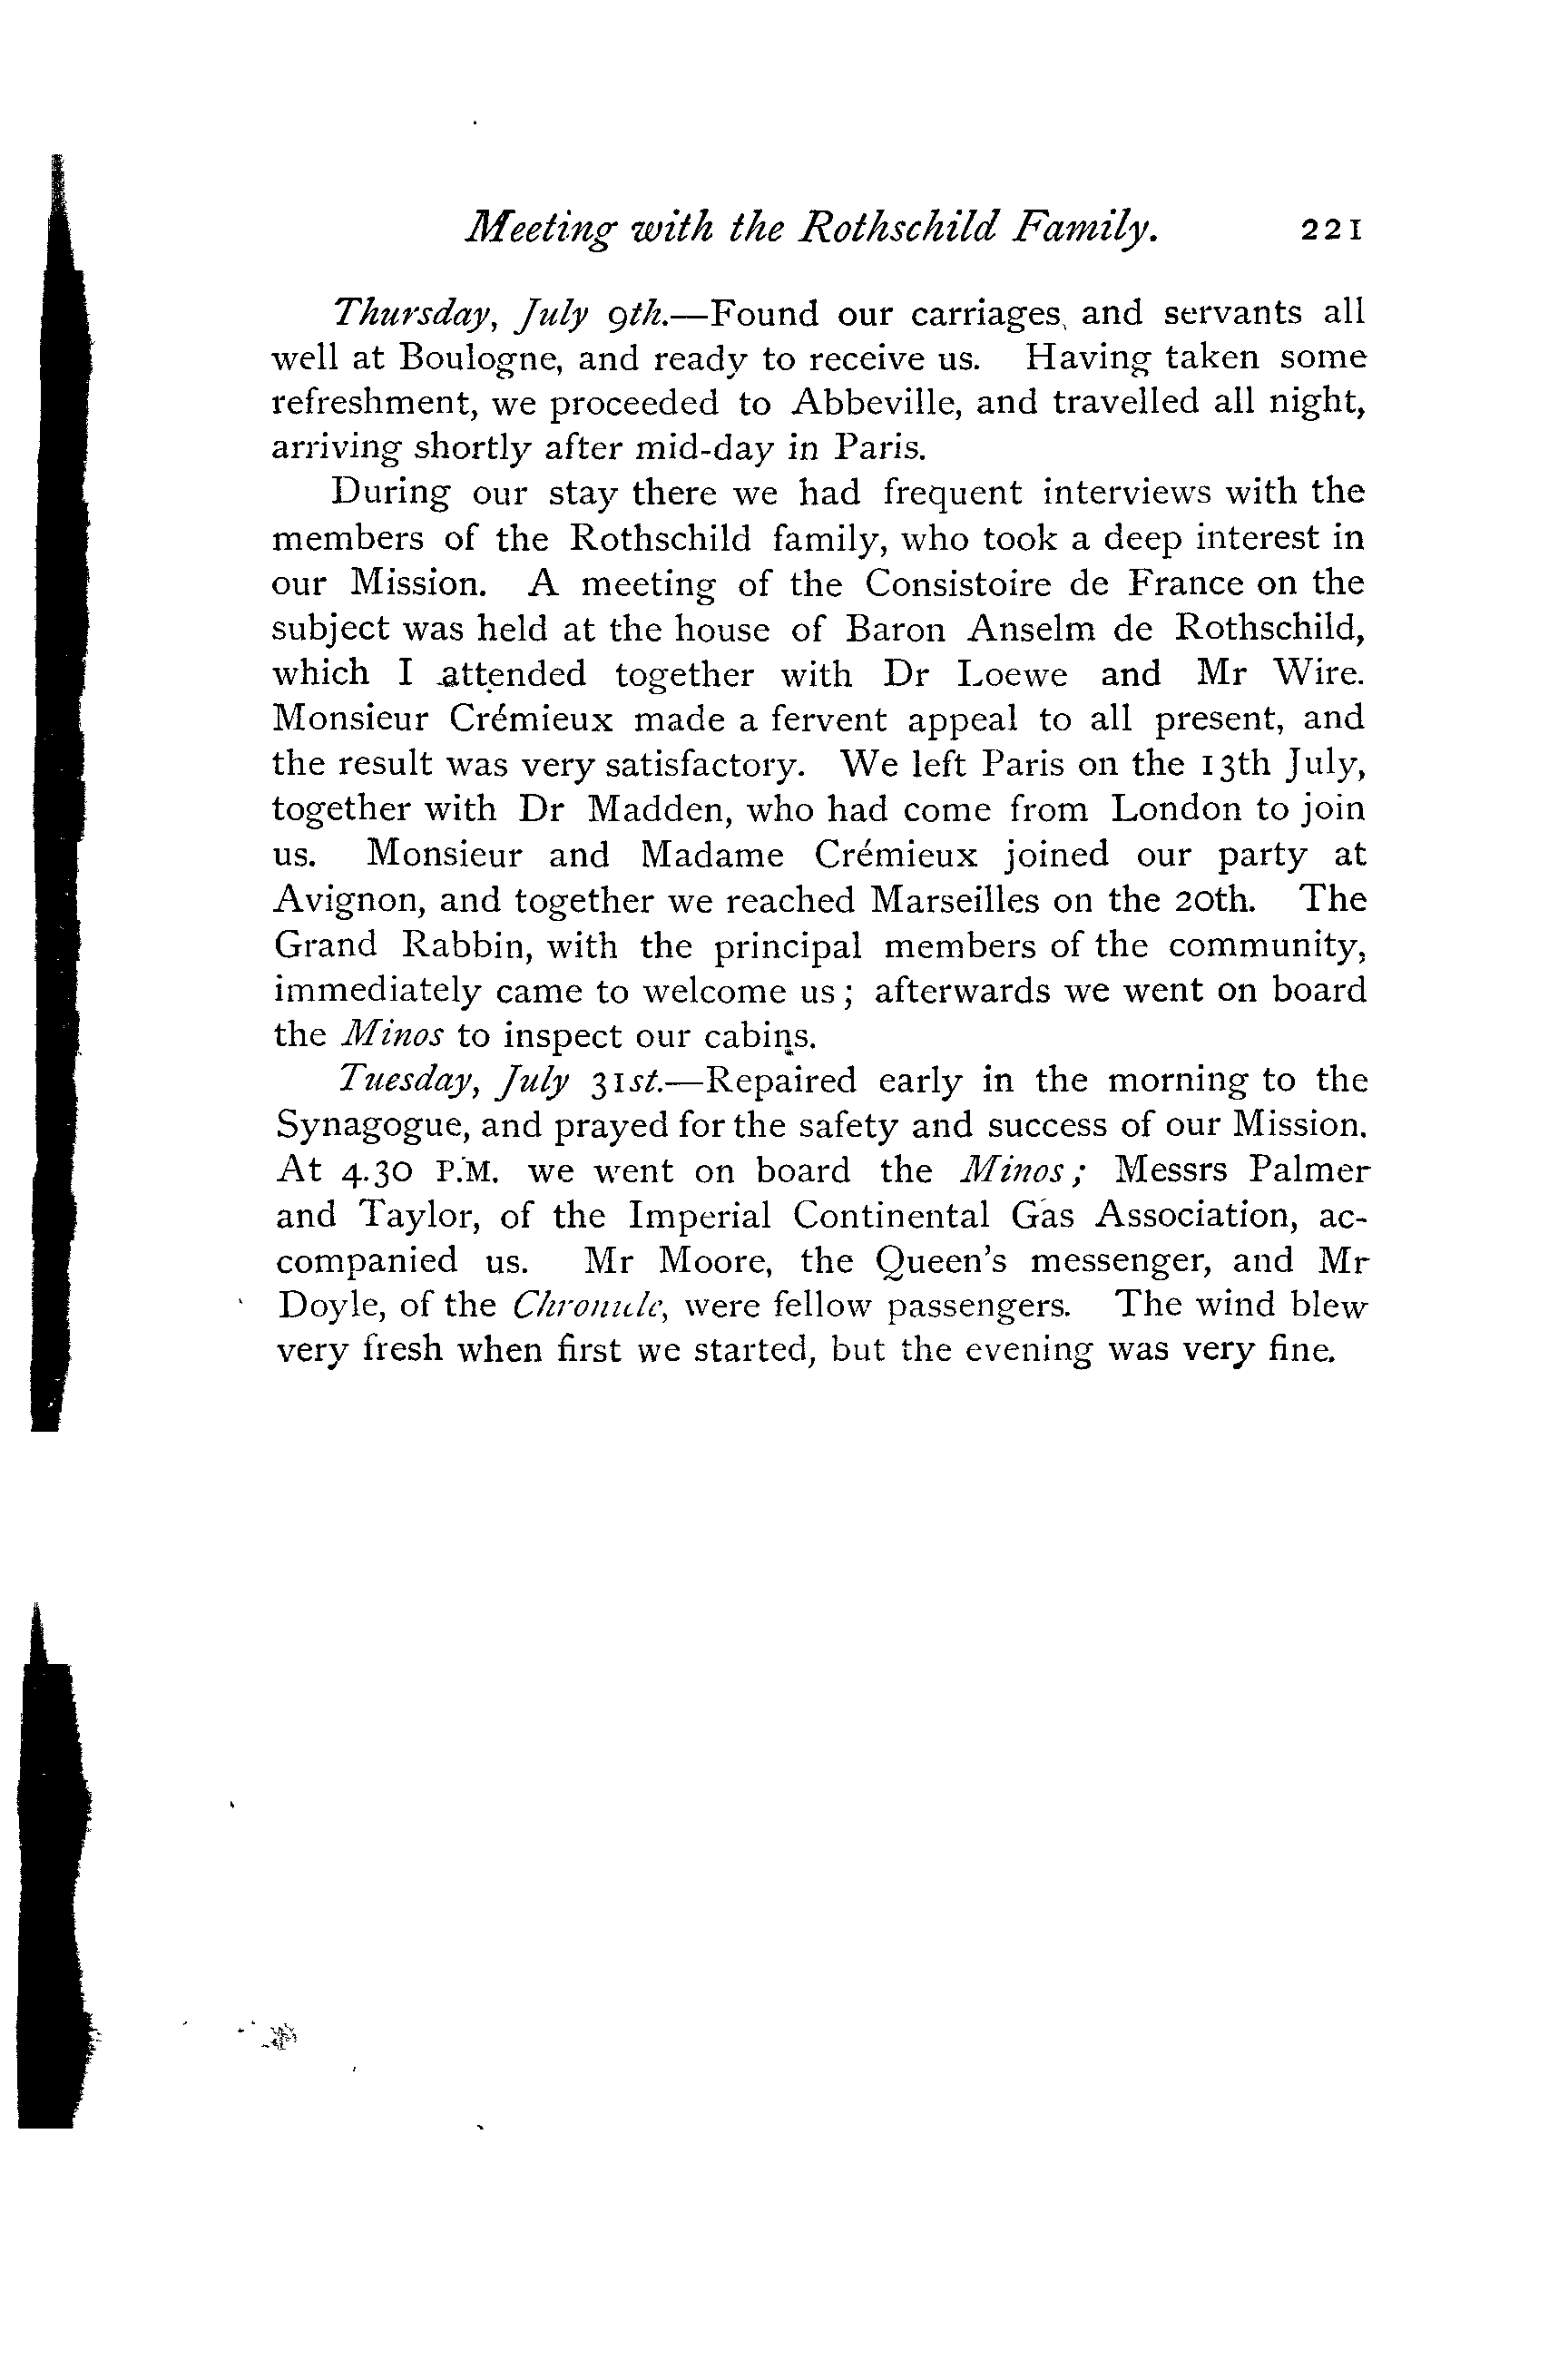 Meeting with the Rothschild Family. 221
Thursday, July 9th.—Found our carriages, and servants all
well at Boulogne, and ready to receive us. Having taken some
refreshment, we proceeded to Abbeville, and travelled all night,
arriving shortly after mid-day in Paris.
During our stay there we had frequent interviews with the
members of the Rothschild family, who took a deep interest in
our Mission. A meeting of the Consistoire de France on the
subject was held at the house of Baron Anselm de Rothschild,
which I attended together with Dr Loewe and Mr Wire.
Monsieur Crémieux made a fervent appeal to all present, and
the result was very satisfactory. We left Paris on the 13th July,
together with Dr Madden, who had come from London to join
us. Monsieur and Madame Crémieux joined our party at
Avignon, and together we reached Marseilles on the 20th. The
Grand Rabbin, with the principal members of the community,
immediately came to welcome us; afterwards we went on board
the Minos to inspect our cabins.
Tuesday, July 31st.—Repaired early in the morning to the
Synagogue, and prayed for the safety and success of our Mission.
At 4.30 P.M. we went on board the Minos; Messrs Palmer
and Taylor, of the Imperial Continental Gas Association, ac-
companied us. Mr Moore, the Queen's messenger, and Mr
Doyle, of the Chronicle, were fellow passengers. The wind blew
very fresh when first we started, but the evening was very fine.